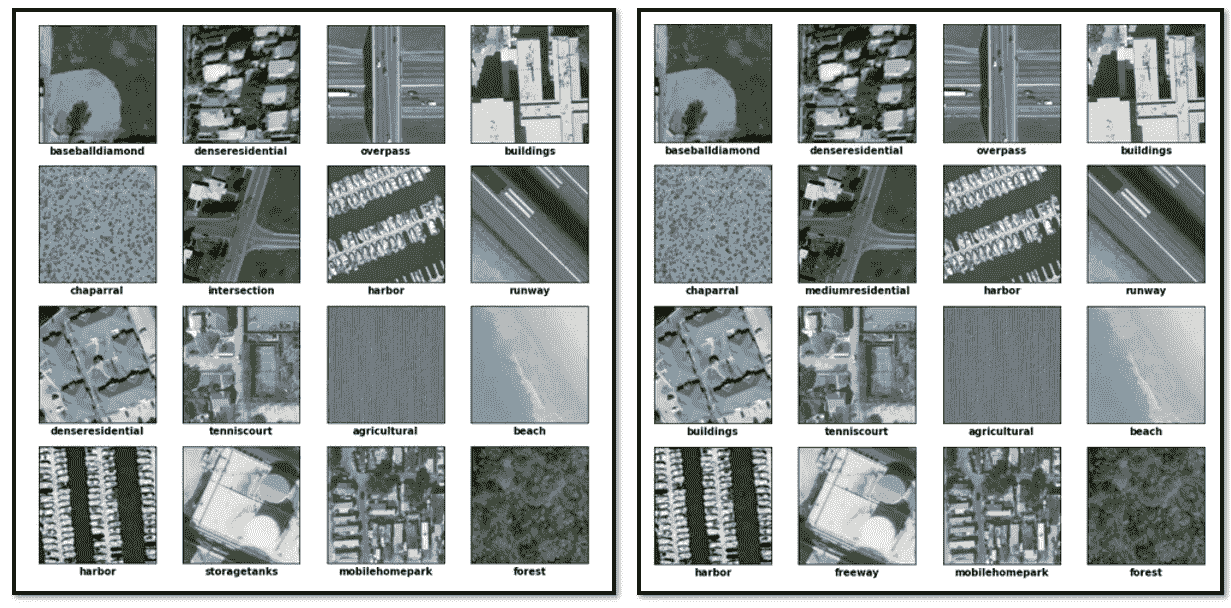 baseballdiamond denseresidential overpass buildings
chaparral intersection harbor runway
denseresidential tenniscourt agricultural beach
harbor storagetanks mobilehomepark forest
baseballdiamond denseresidential overpass buildings
chaparral mediumresidential harbor runway
buildings tenniscourt agricultural beach
harbor freeway mobilehomepark forest